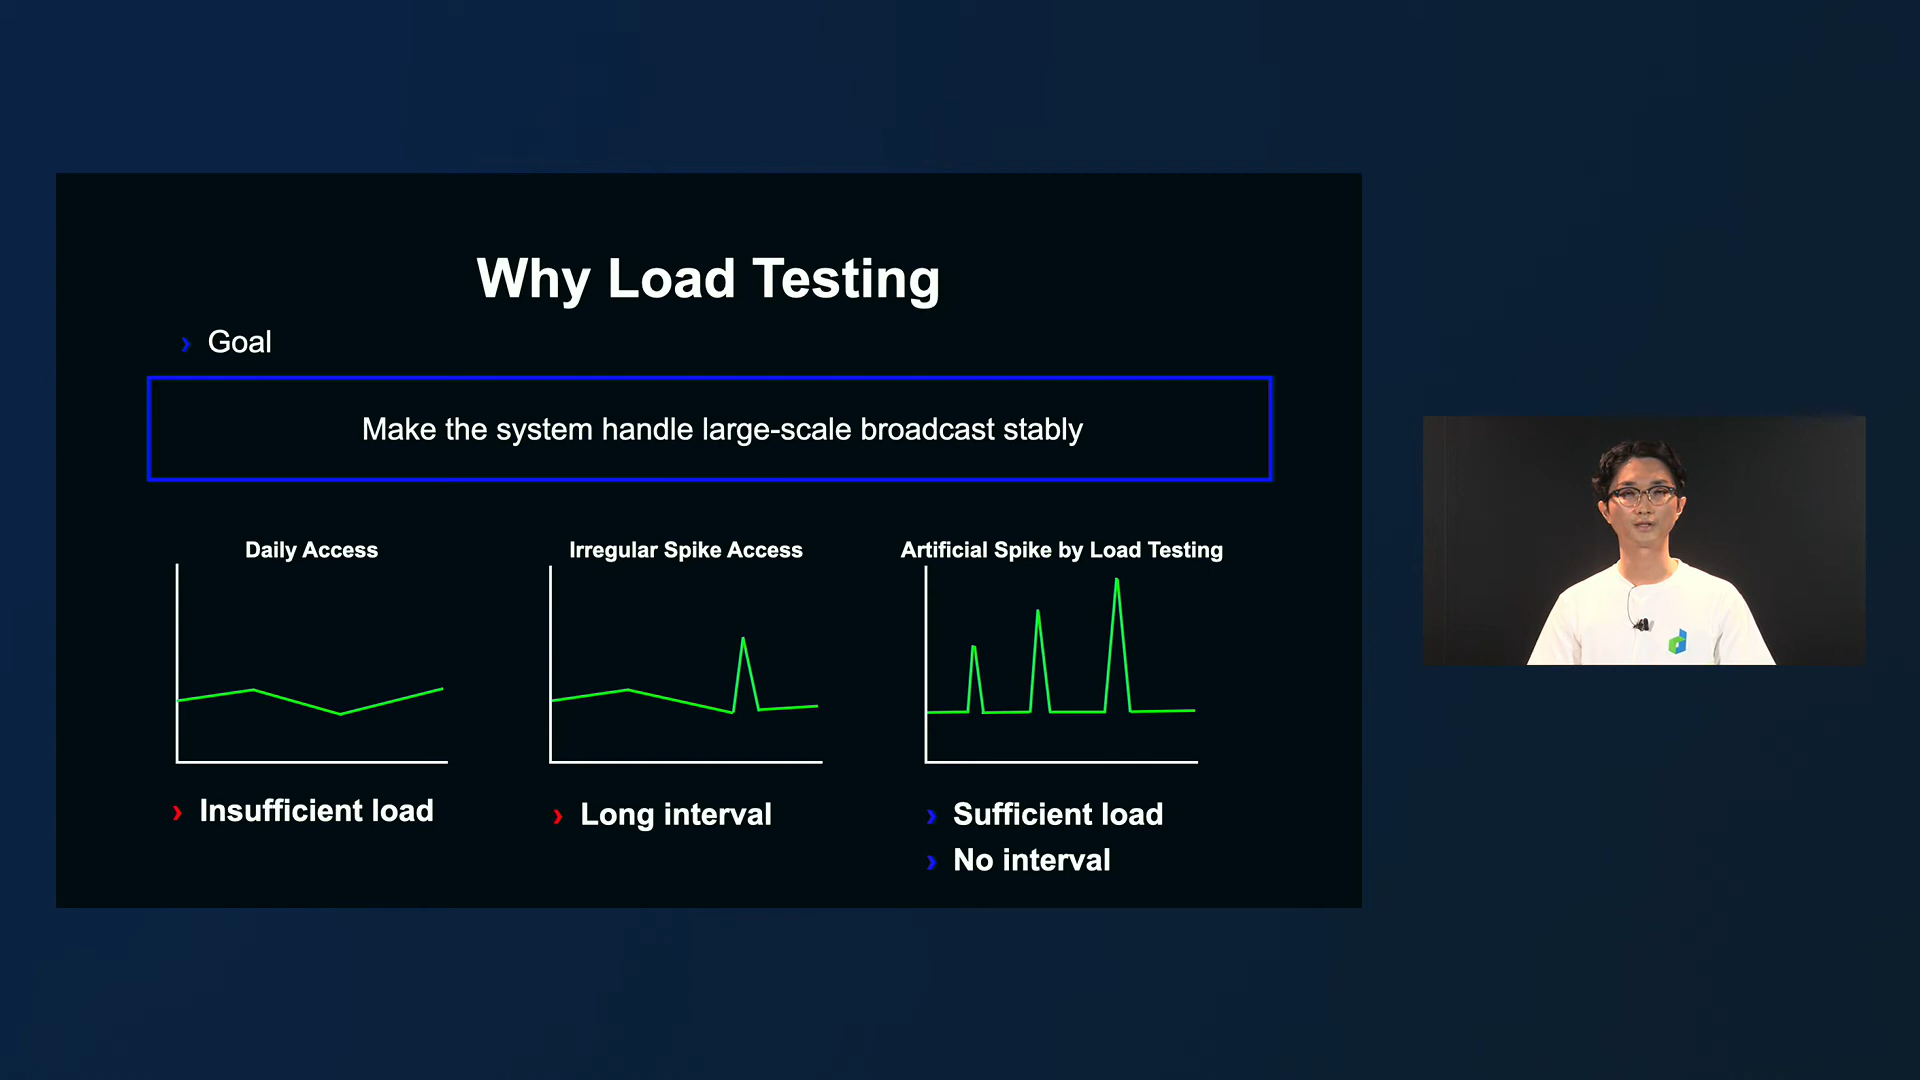 Why Load Testing
Goal
Make the system handle large-scale broadcast stably
Daily Access
Irregular Spike Access
Artificial Spike by Load Testing
Insufficient load
Long interval
Sufficient load
No interval